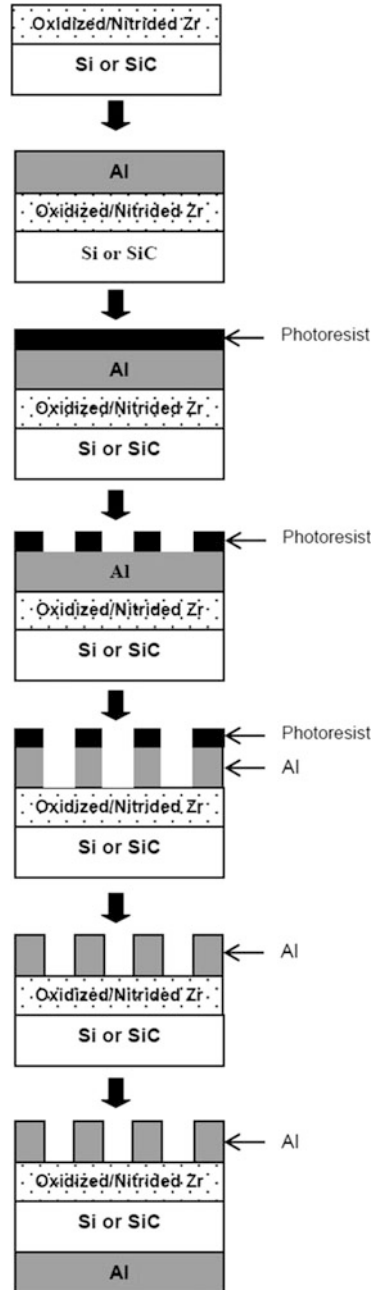 Oxidized/Nitrided Zr
Si or SiC
Al
Oxidized/Nitrided Zr
Si or SiC
Photoresist
Al
Oxidized/Nitrided Zr
Si or SiC
Photoresist
Al
Oxidized/Nitrided Zr
Si or SiC
Photoresist
Al
Oxidized/Nitrided Zr
Si or SiC
Al
Oxidized/Nitrided Zr
Si or SiC
Al
Oxidized/Nitrided Zr
Si or SiC
Al